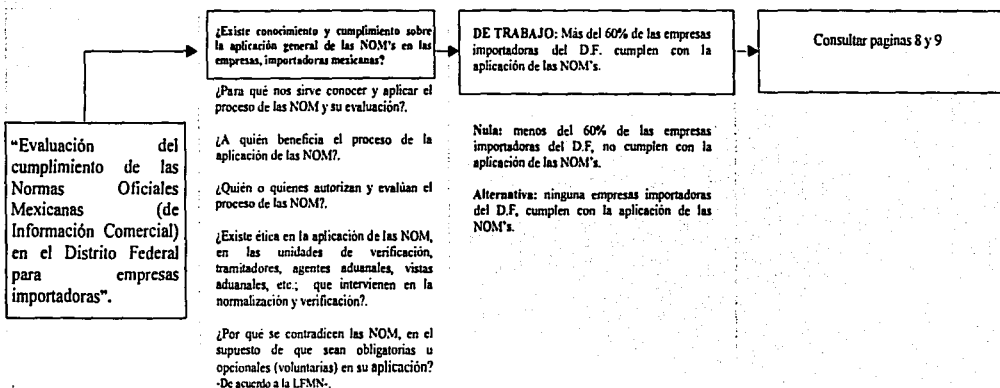 "Evaluación del
cumplimiento de las
Normas Oficiales
Mexicanas (de
Información Comercial)
en el Distrito Federal
para empresas
importadoras".
¿Existe conocimiento y cumplimiento sobre
la aplicación general de las NOM's en las
empresas, importadoras mexicanas?
¿Para qué nos sirve conocer y aplicar el
proceso de las NOM y su evaluación?.
¿A quién beneficia el proceso de la
aplicación de las NOM?.
¿Quién o quienes autorizan y evalúan el
proceso de las NOM?.
¿Existe ética en la aplicación de las NOM,
en las unidades de verificación,
tramitadores, agentes aduanales, vistas
aduanales, etc.; que intervienen en la
normalización y verificación?.
¿Por qué se contradicen las NOM, en el
supuesto de que sean obligatorias u
opcionales (voluntarias) en su aplicación?
-De acuerdo a la LFMN-.
DE TRABAJO: Más del 60% de las empresas
importadoras del D.F. cumplen con la
aplicación de las NOM's.
Nula: menos del 60% de las empresas
importadoras del D.F, no cumplen con la
aplicación de las NOM's.
Alternativa: ninguna empresas importadoras
del D.F, cumplen con la aplicación de las
NOM's.
Consultar paginas 8 y 9